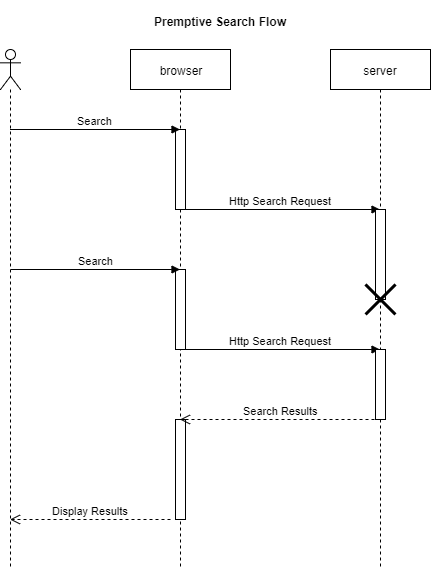 Premptive Search Flow
browser
server
Search
Http Search Request
Search
Http Search Request
Search Results
Display Results